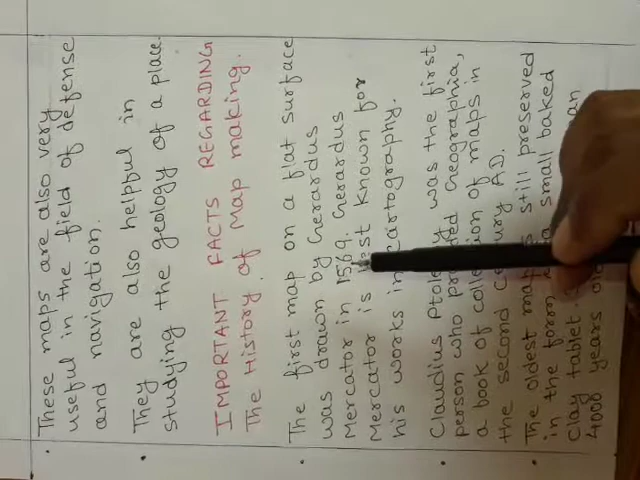 These maps are also very
useful in the field of defense
and navigation.
They are also helpful in
studying the geology of a place.
IMPORTANT FACTS REGARDING
The History of Map making.
The first map on a flat surface
was drawn by Gerardus
Mercator in 1569. Gerardus
Mercator is best known for
his works in cartography.
Claudius Ptolemy was the first
person who provided Geographia,
a book of collection of maps in
the second century AD.
The oldest map still preserved
in the form a small baked
Clay tablet. an
4000 years